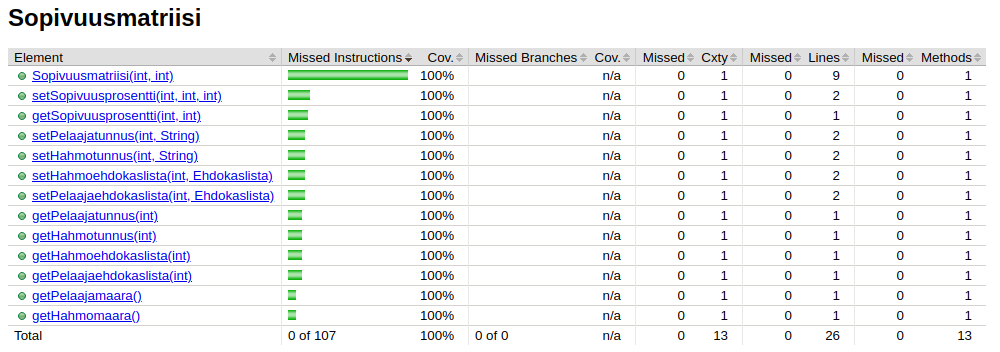 Sopivuusmatriisi
Element Missed Instructions Cov. Missed Branches Cov. Missed Cxty Missed Lines Missed Methods
Sopivuusmatriisi(int, int) 100% n/a 0 1 0 9 0 1
setSopivuusprosentti(int, int, int) 100% n/a 0 1 0 2 0 1
getSopivuusprosentti(int, int) 100% n/a 0 1 0 1 0 1
setPelaajatunnus(int, String) 100% n/a 0 1 0 2 0 1
setHahmotunnus(int, String) 100% n/a 0 1 0 2 0 1
setHahmoehdokaslista(int, Ehdokaslista) 100% n/a 0 1 0 2 0 1
setPelaajaehdokaslista(int, Ehdokaslista) 100% n/a 0 1 0 2 0 1
getPelaajatunnus(int) 100% n/a 0 1 0 1 0 1
getHahmotunnus(int) 100% n/a 0 1 0 1 0 1
getHahmoehdokaslista(int) 100% n/a 0 1 0 1 0 1
getPelaajaehdokaslista(int) 100% n/a 0 1 0 1 0 1
getPelaajamaara() 100% n/a 0 1 0 1 0 1
getHahmomaara() 100% n/a 0 1 0 1 0 1
Total 0 of 107 100% 0 of 0 n/a 0 13 0 26 0 13